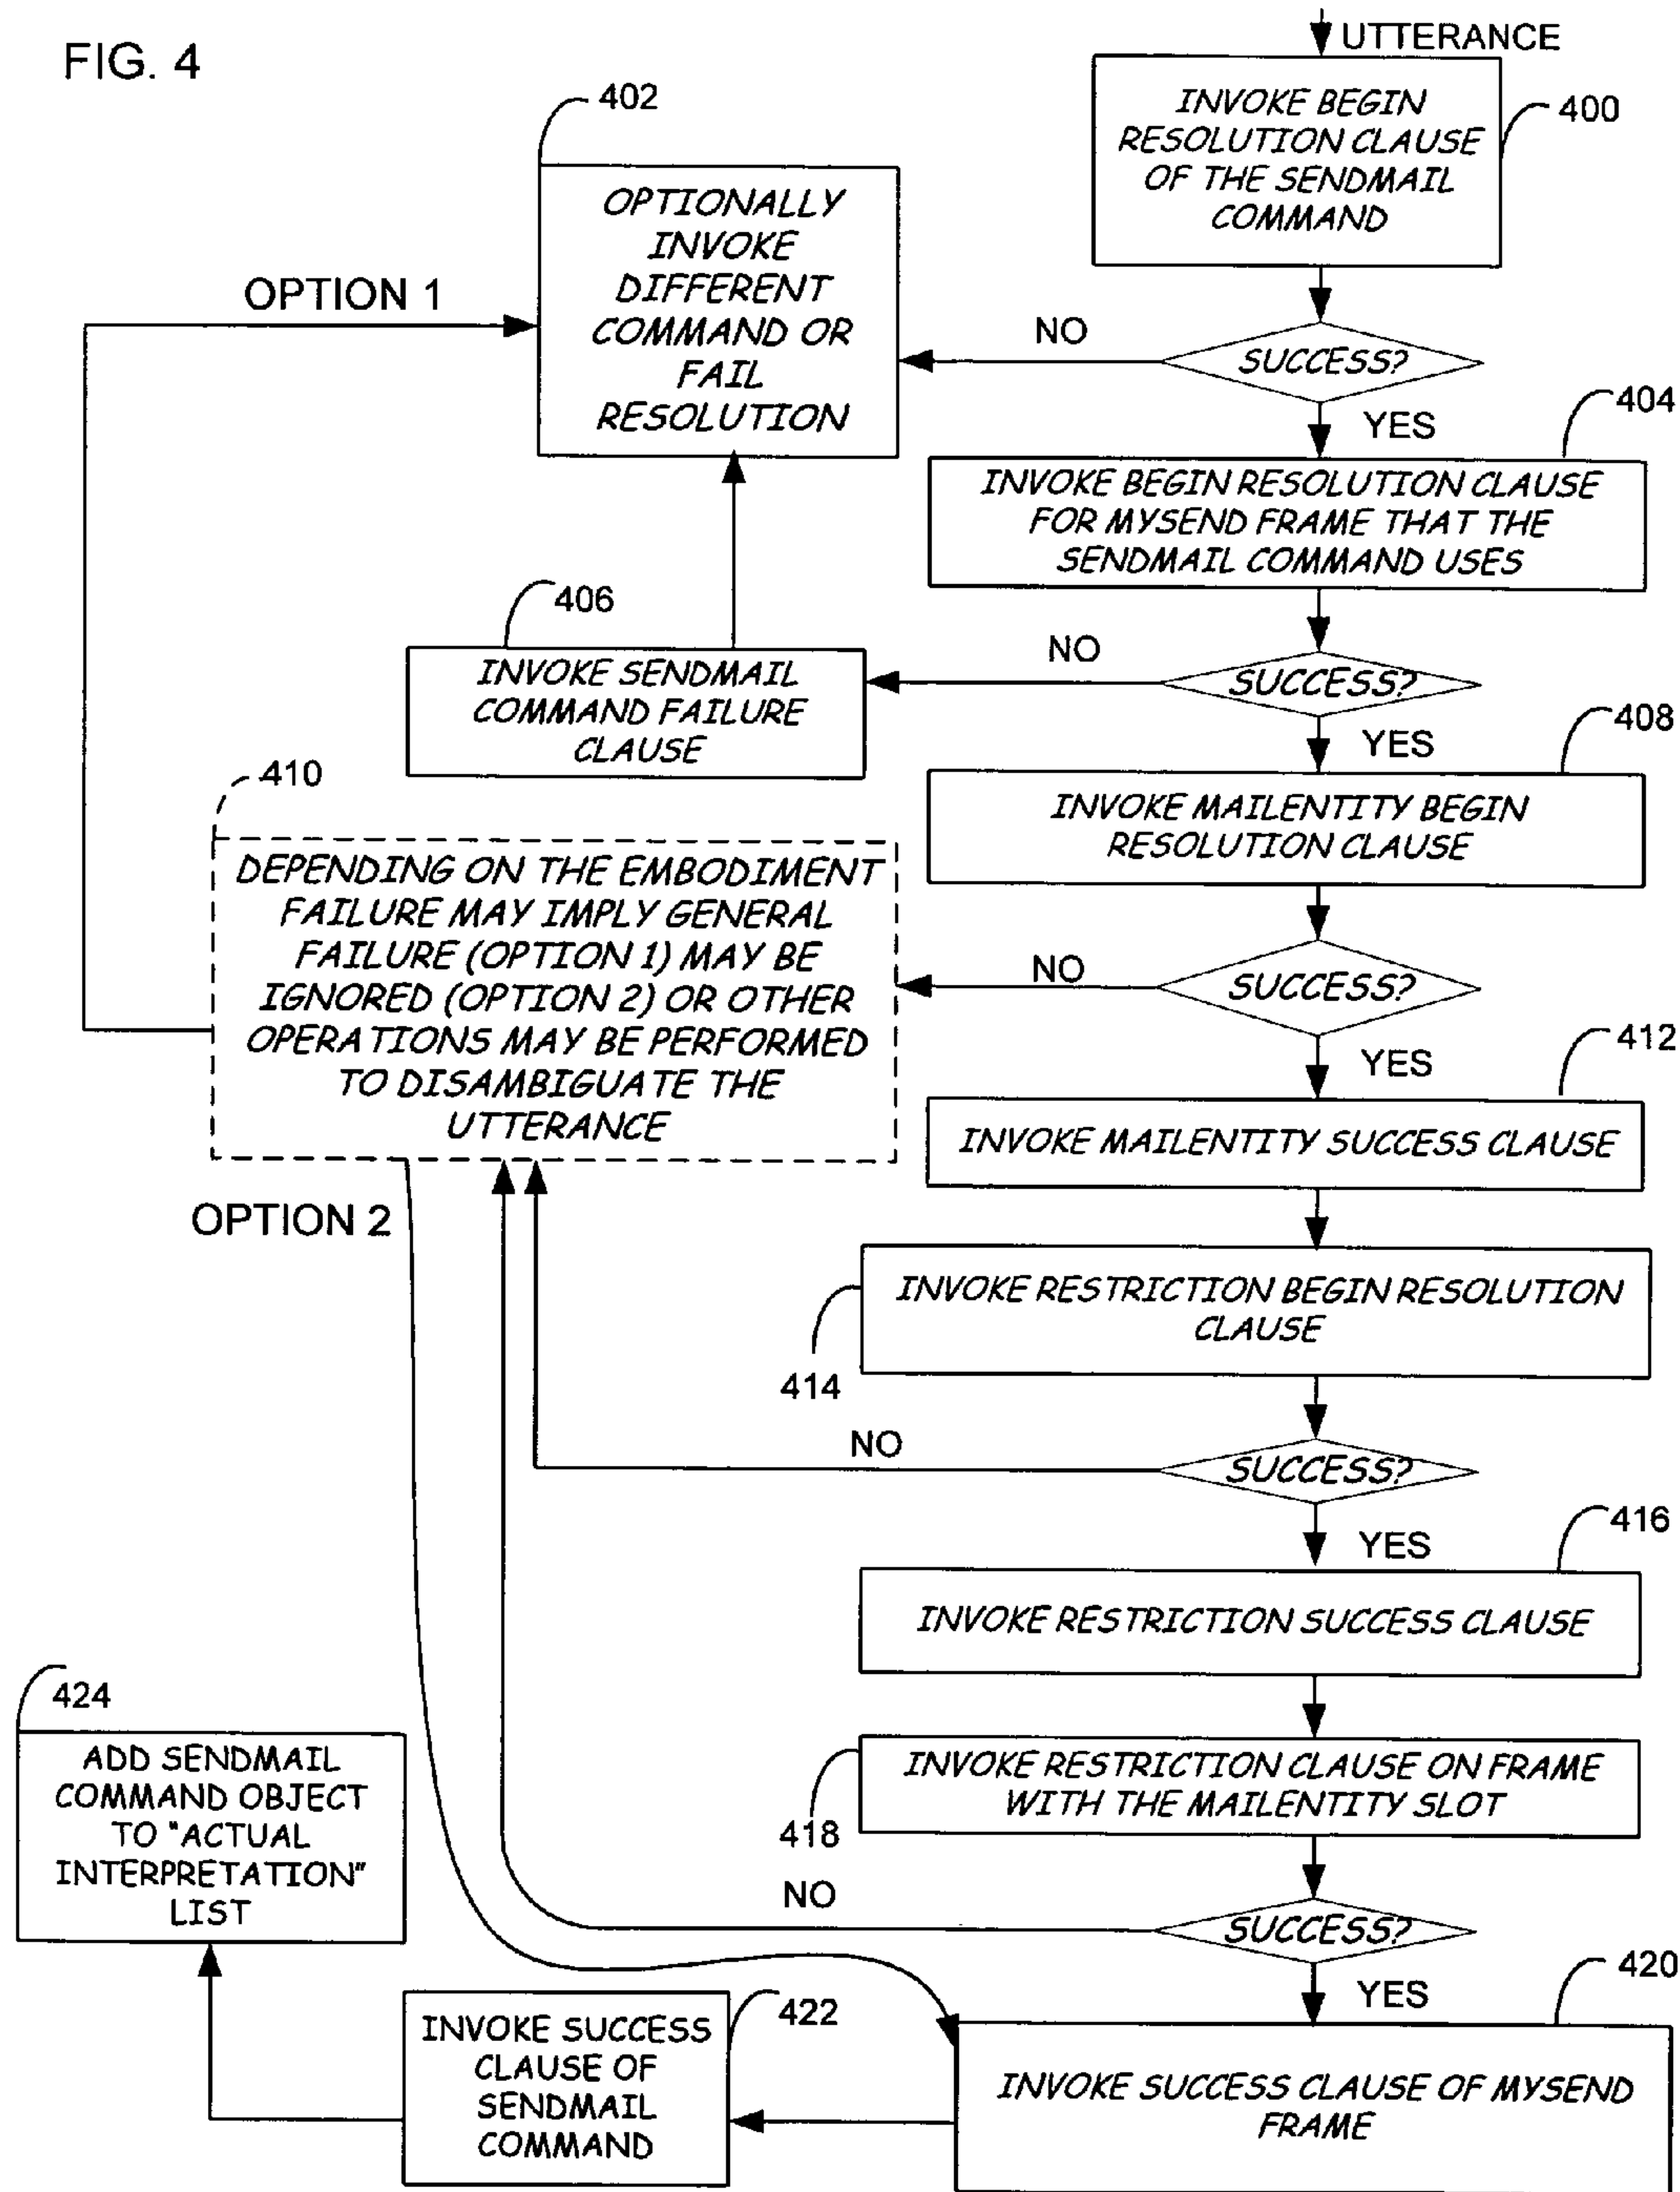 FIG. 4
UTTERANCE
INVOKE BEGIN
RESOLUTION CLAUSE
OF THE SENDMAIL
COMMAND
400
402
OPTIONALLY
INVOKE
DIFFERENT
COMMAND OR
FAIL
RESOLUTION
OPTION 1
NO
SUCCESS?
YES
404
INVOKE BEGIN RESOLUTION CLAUSE
FOR MYSEND FRAME THAT THE
SENDMAIL COMMAND USES
406
INVOKE SENDMAIL
COMMAND FAILURE
CLAUSE
NO
SUCCESS?
YES
408
INVOKE MAILENTITY BEGIN
RESOLUTION CLAUSE
410
DEPENDING ON THE EMBODIMENT
FAILURE MAY IMPLY GENERAL
FAILURE (OPTION 1) MAY BE
IGNORED (OPTION 2) OR OTHER
OPERATIONS MAY BE PERFORMED
TO DISAMBIGUATE THE
UTTERANCE
NO
SUCCESS?
YES
412
INVOKE MAILENTITY SUCCESS CLAUSE
OPTION 2
INVOKE RESTRICTION BEGIN RESOLUTION
CLAUSE
414
NO
SUCCESS?
YES
416
INVOKE RESTRICTION SUCCESS CLAUSE
INVOKE RESTRICTION CLAUSE ON FRAME
WITH THE MAILENTITY SLOT
418
NO
SUCCESS?
YES
420
INVOKE SUCCESS CLAUSE OF MYSEND
FRAME
422
INVOKE SUCCESS
CLAUSE OF
SENDMAIL
COMMAND
424
ADD SENDMAIL
COMMAND OBJECT
TO "ACTUAL
INTERPRETATION"
LIST